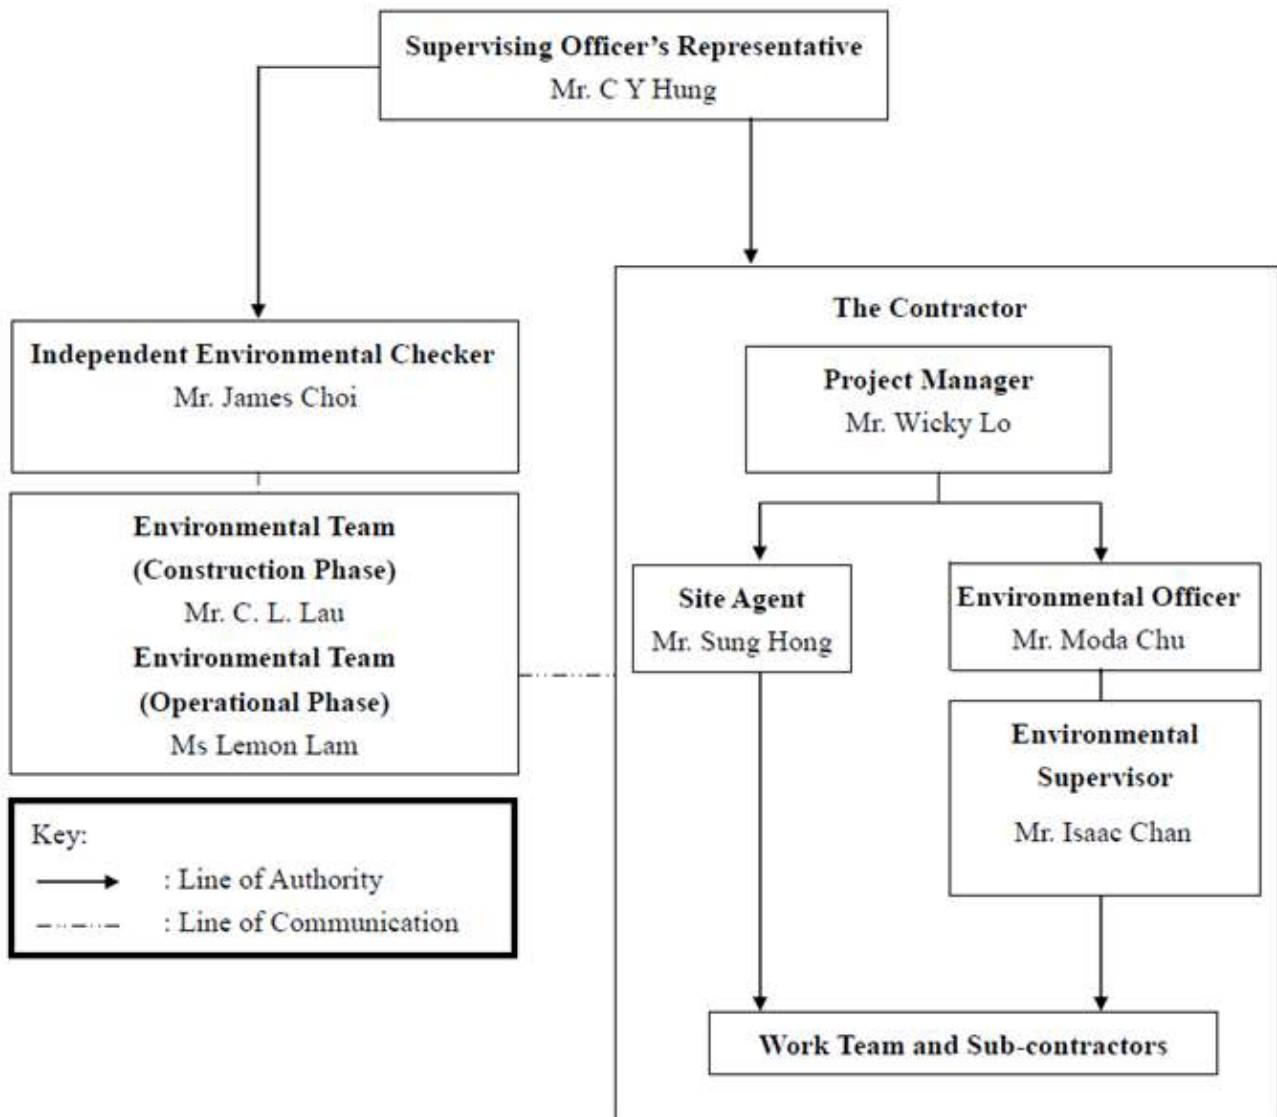 Supervising Officer’s Representative
Mr. C Y Hung
Independent Environmental Checker
Mr. James Choi
Environmental Team
(Construction Phase)
Mr. C. L. Lau
Environmental Team
(Operational Phase)
Ms Lemon Lam
Key:
: Line of Authority
: Line of Communication
The Contractor
Project Manager
Mr. Wicky Lo
Site Agent
Mr. Sung Hong
Environmental Officer
Mr. Moda Chu
Environmental
Supervisor
Mr. Isaac Chan
Work Team and Sub-contractors